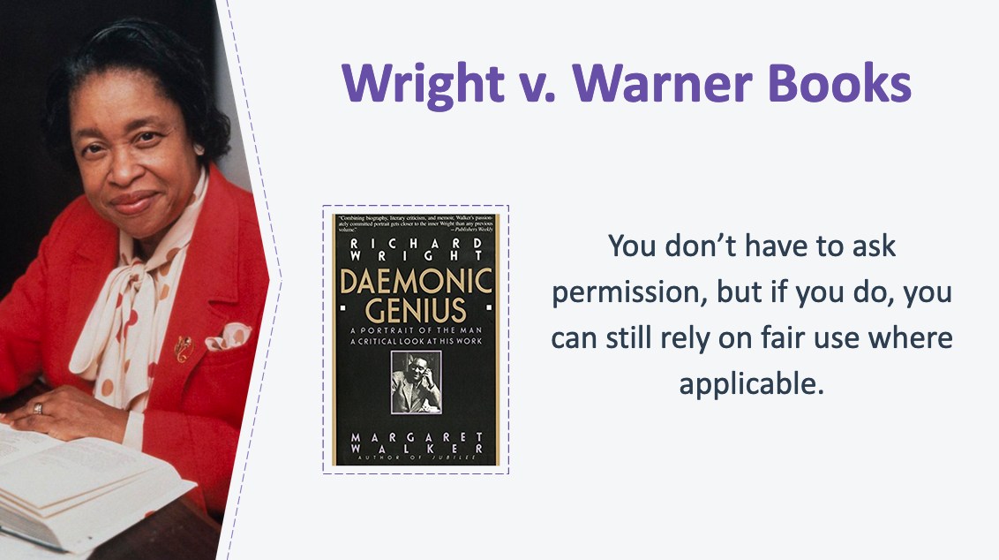 Wright v. Warner Books
"Combining biography, literary criticism, and memoir, Walker's passion-
ately committed portrait gets closer to the inner Wright than any previous
volume."
—Publishers Weekly
RICHARD
WRIGHT
DAEMONIC
GENIUS
A PORTRAIT OF THE MAN
A CRITICAL LOOK AT HIS WORK
MARGARET
WALKER
AUTHOR OF JUBILEE
You don’t have to ask
permission, but if you do, you
can still rely on fair use where
applicable.